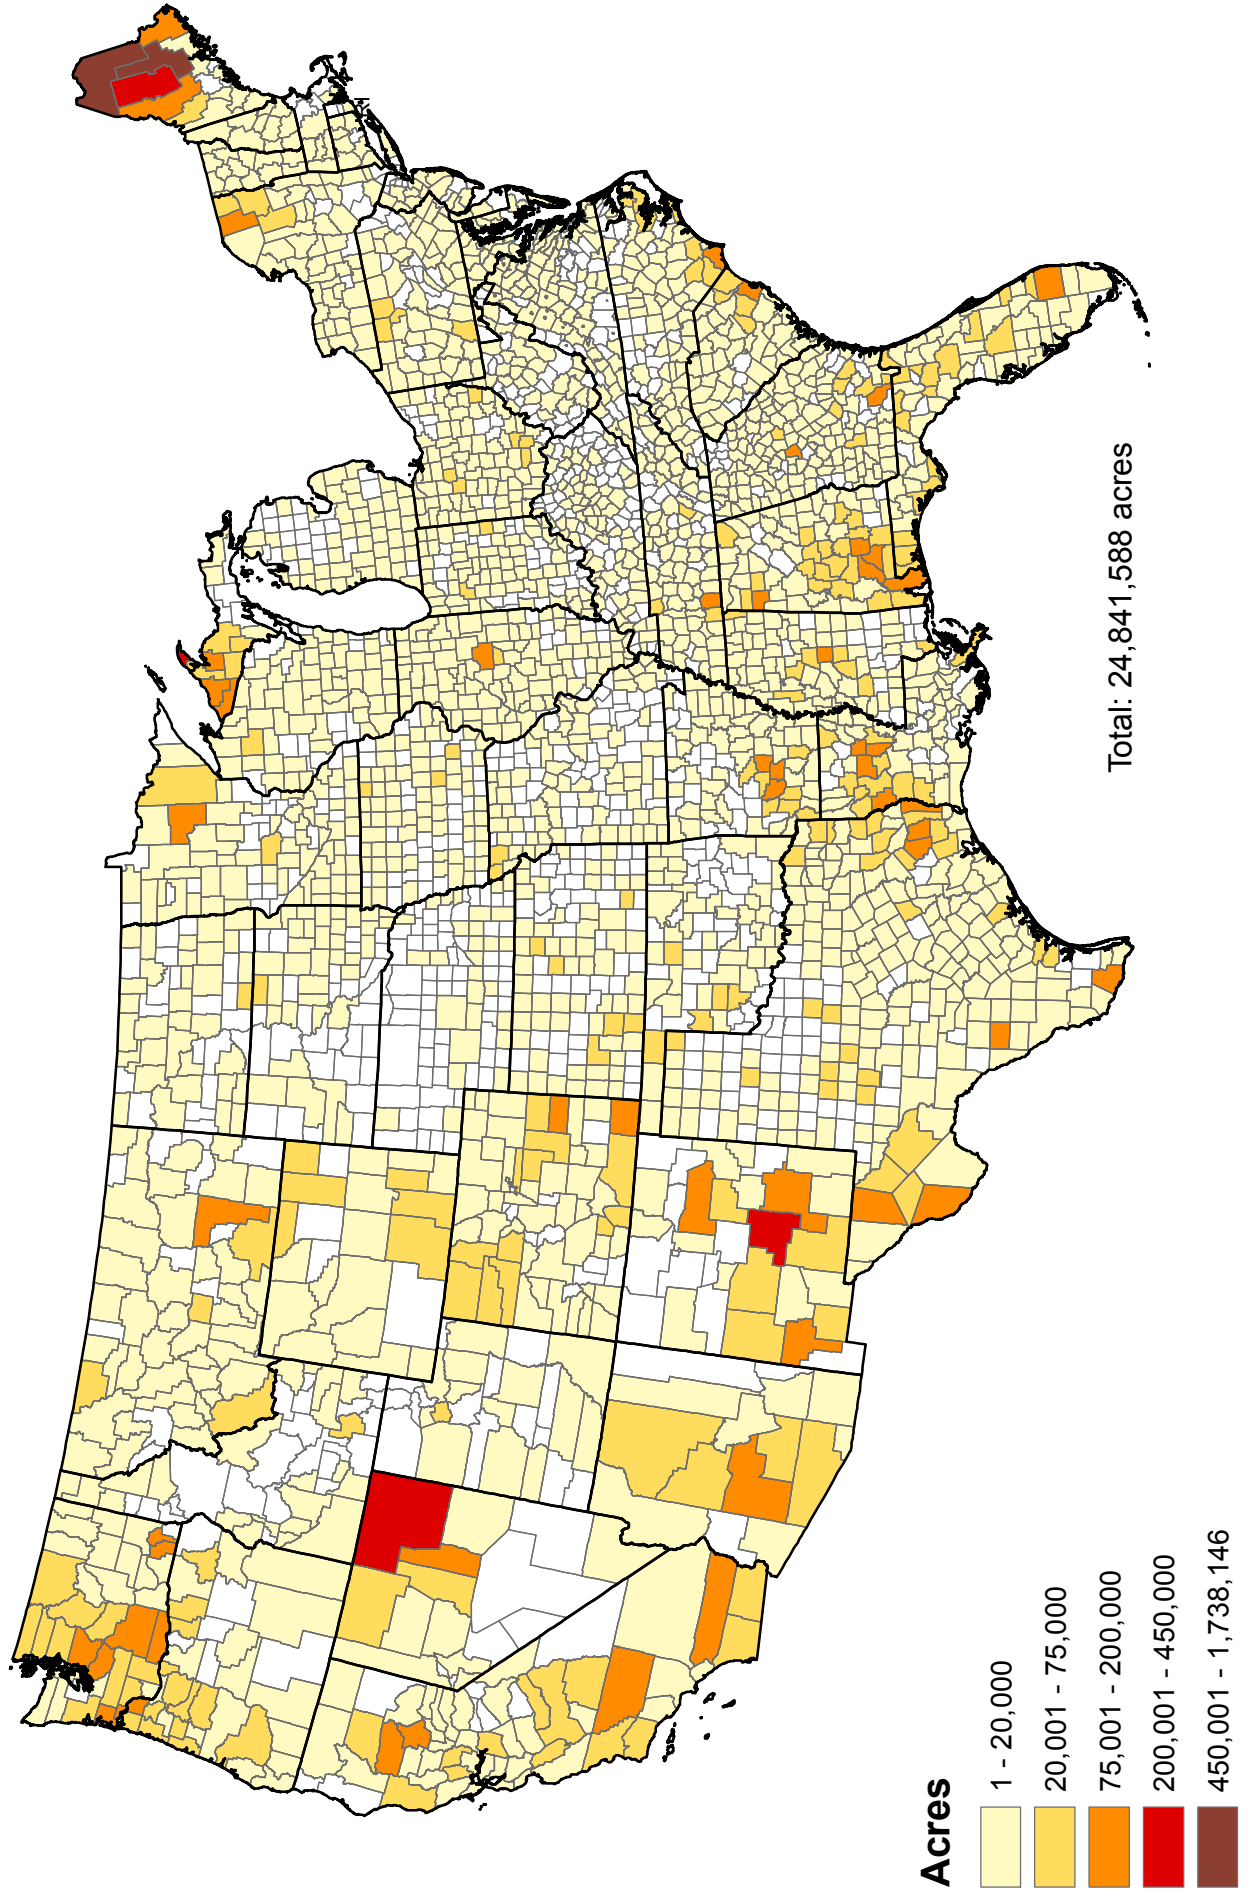 Total: 24,841,588 acres
Acres
1 - 20,000
20,001 - 75,000
75,001 - 200,000
200,001 - 450,000
450,001 - 1,738,146